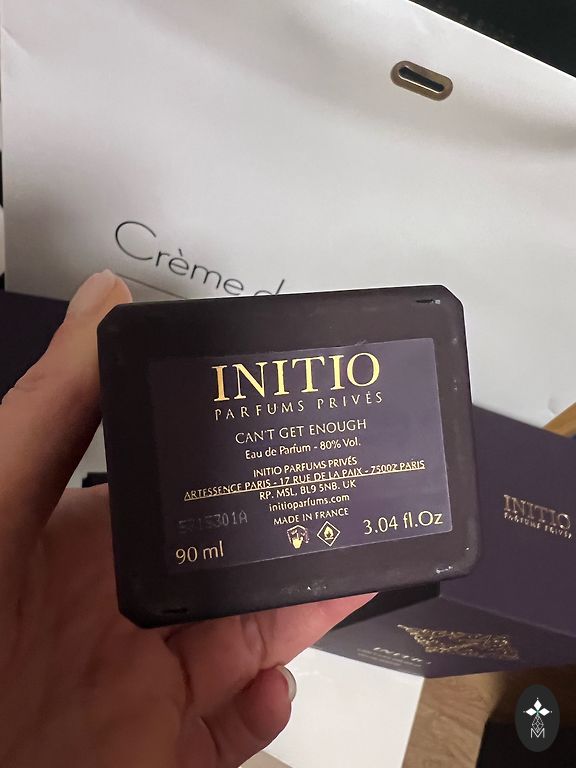 Crème d
INITIO
PARFUMS PRIVÉS
CAN'T GET ENOUGH
Eau de Parfum - 80% Vol.
INITIO PARFUMS PRIVÉS
ARTESSENCE PARIS - 17 RUE DE LA PAIX - 75002 PARIS
RP. MSL, BL9 5NB. UK
initioparfums.com
MADE IN FRANCE
90 ml
3.04 fl.Oz
INITIO
PARFUMS PRIVÉS
INITIO
M